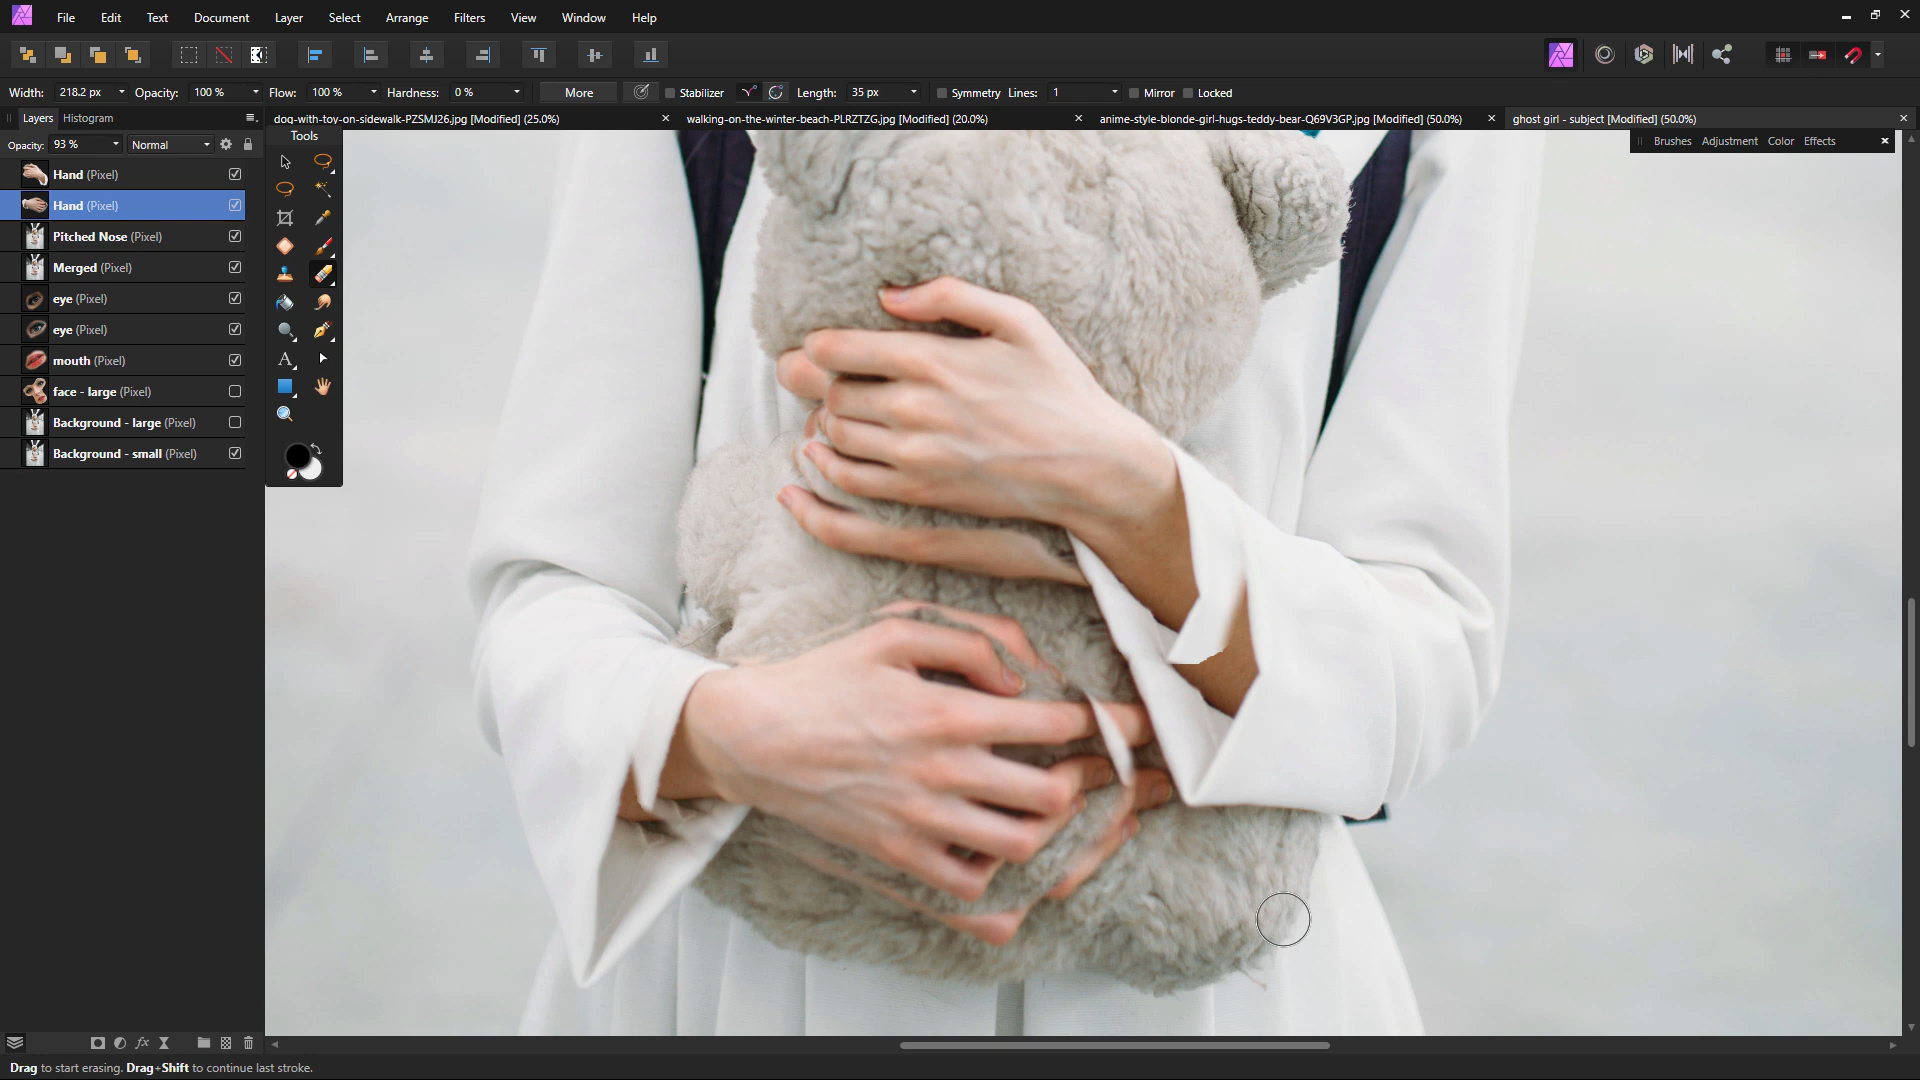 File Edit Text Document Layer Select Arrange Filters View Window Help
Width: 218.2 px Opacity: 100 % Flow: 100 % Hardness: 0 % More Stabilizer Length: 35 px Symmetry Lines: 1 Mirror Locked
Layers Histogram
dog-with-toy-on-sidewalk-PZSMJ26.jpg [Modified] (25.0%)
walking-on-the-winter-beach-PLRZTZG.jpg [Modified] (20.0%)
anime-style-blonde-girl-hugs-teddy-bear-Q69V3GP.jpg [Modified] (50.0%)
ghost girl - subject [Modified] (50.0%)
Tools
Brushes Adjustment Color Effects
Opacity: 93 % Normal
Hand (Pixel)
Hand (Pixel)
Pitched Nose (Pixel)
Merged (Pixel)
eye (Pixel)
eye (Pixel)
mouth (Pixel)
face - large (Pixel)
Background - large (Pixel)
Background - small (Pixel)
A
fx
Drag to start erasing. Drag+Shift to continue last stroke.